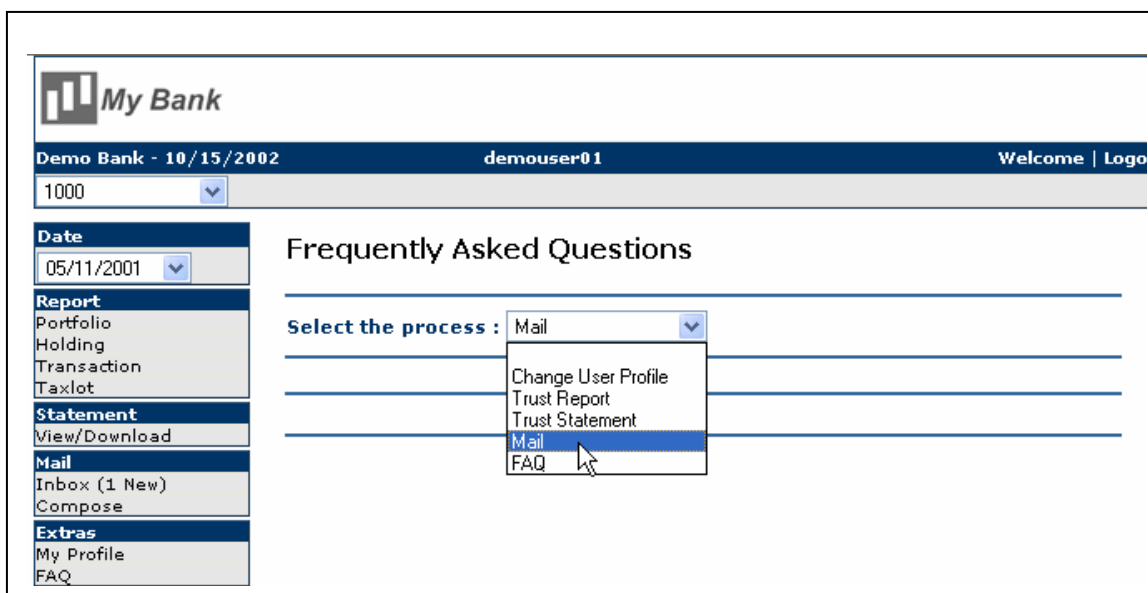 My Bank
Demo Bank - 10/15/2002 demouser01 Welcome | Logo
1000
Date
05/11/2001
Report
Portfolio
Holding
Transaction
Taxlot
Statement
View/Download
Mail
Inbox (1 New)
Compose
Extras
My Profile
FAQ
Frequently Asked Questions
Select the process : Mail
Change User Profile
Trust Report
Trust Statement
Mail
FAQ